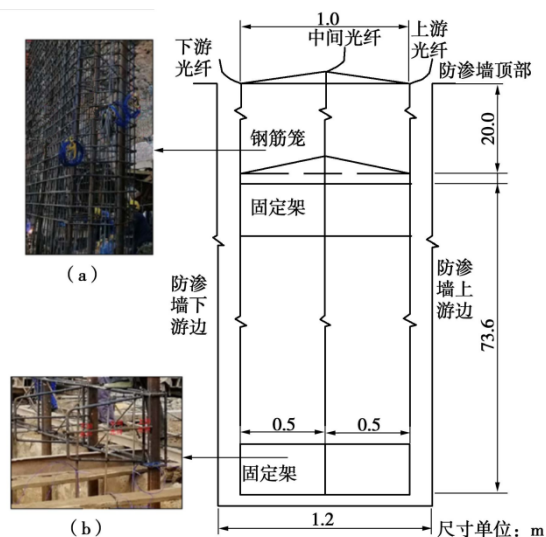 1.0
下游
光纤
中间光纤
上游
光纤
防渗墙顶部
钢筋笼
20.0
固定架
(a)
防渗
墙下
游边
防渗
墙上
游边
73.6
0.5
0.5
固定架
(b)
1.2
尺寸单位：m